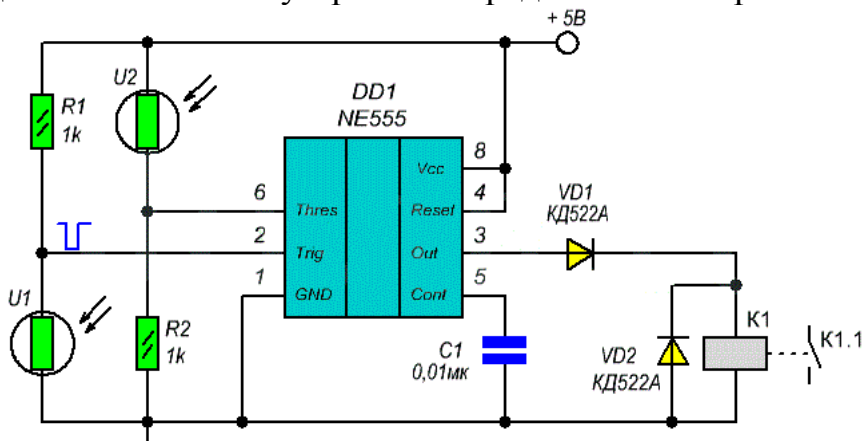 + 5В
U2
DD1
NE555
R1
1k
8
Vcc
6
4
VD1
КД522А
Thres
Reset
2
3
Trig
Out
1
5
GND
Cont
U1
R2
1k
C1
0,01мк
VD2
КД522А
K1
K1.1